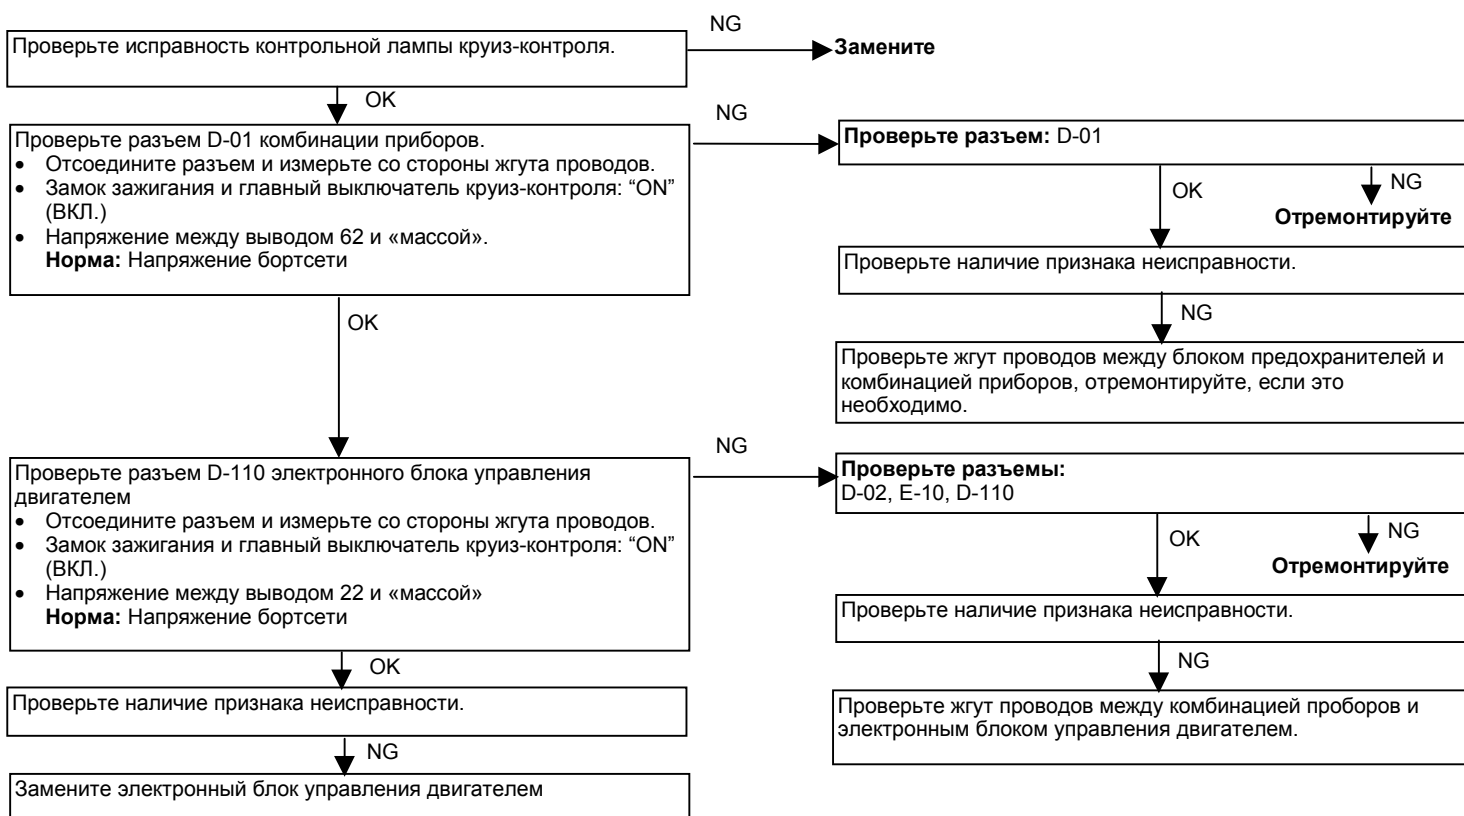 NG
Проверьте исправность контрольной лампы круиз-контроля.
Замените
OK
NG
Проверьте разъем D-01 комбинации приборов.
• Отсоедините разъем и измерьте со стороны жгута проводов.
• Замок зажигания и главный выключатель круиз-контроля: “ON”
(ВКЛ.)
• Напряжение между выводом 62 и «массой».
Норма: Напряжение бортсети
Проверьте разъем: D-01
OK
NG
Отремонтируйте
Проверьте наличие признака неисправности.
NG
Проверьте жгут проводов между блоком предохранителей и
комбинацией приборов, отремонтируйте, если это
необходимо.
OK
NG
Проверьте разъем D-110 электронного блока управления
двигателем
• Отсоедините разъем и измерьте со стороны жгута проводов.
• Замок зажигания и главный выключатель круиз-контроля: “ON”
(ВКЛ.)
• Напряжение между выводом 22 и «массой»
Норма: Напряжение бортсети
Проверьте разъемы:
D-02, E-10, D-110
OK
NG
Отремонтируйте
Проверьте наличие признака неисправности.
NG
Проверьте жгут проводов между комбинацией проборов и
электронным блоком управления двигателем.
OK
Проверьте наличие признака неисправности.
NG
Замените электронный блок управления двигателем